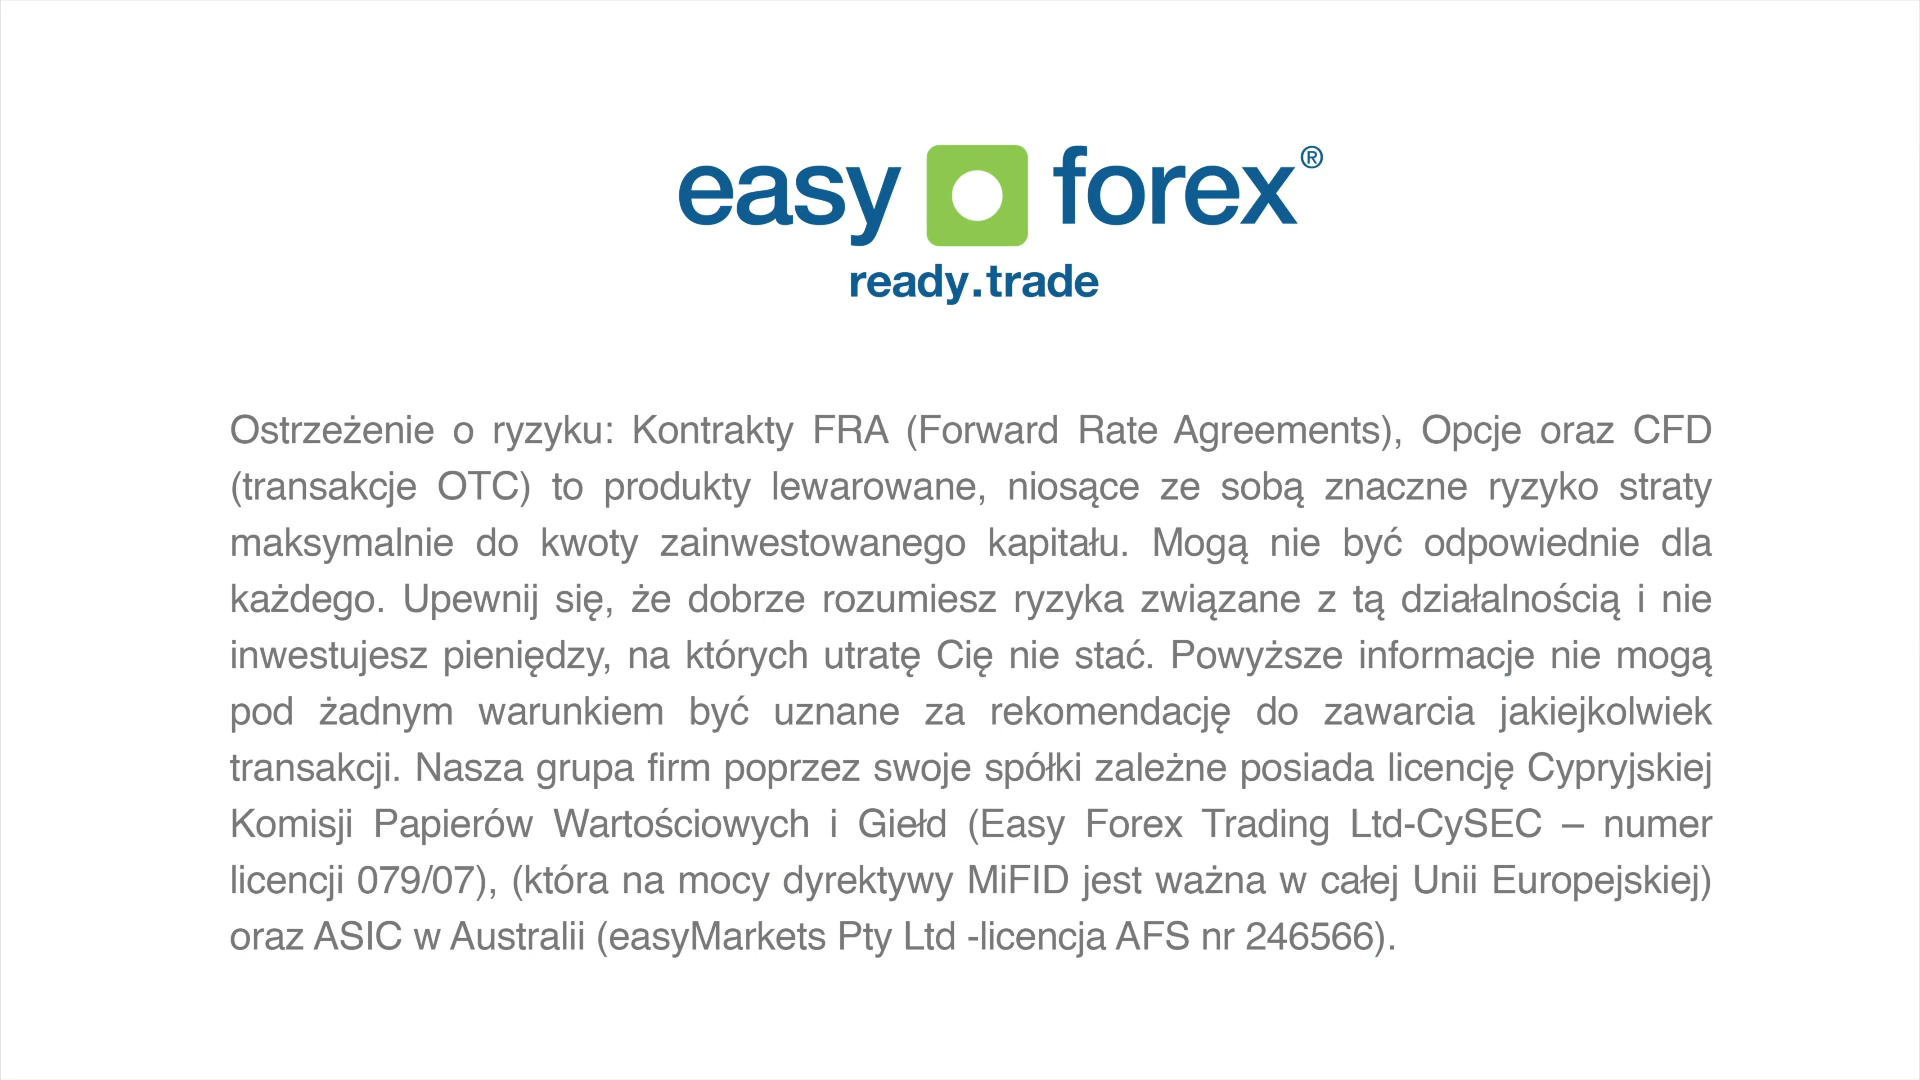 easy forex®
ready.trade
Ostrzeżenie o ryzyku: Kontrakty FRA (Forward Rate Agreements), Opcje oraz CFD
(transakcje OTC) to produkty lewarowane, niosące ze sobą znaczne ryzyko straty
maksymalnie do kwoty zainwestowanego kapitału. Mogą nie być odpowiednie dla
każdego. Upewnij się, że dobrze rozumiesz ryzyka związane z tą działalnością i nie
inwestujesz pieniędzy, na których utratę Cię nie stać. Powyższe informacje nie mogą
pod żadnym warunkiem być uznane za rekomendację do zawarcia jakiejkolwiek
transakcji. Nasza grupa firm poprzez swoje spółki zależne posiada licencję Cypryjskiej
Komisji Papierów Wartościowych i Giełd (Easy Forex Trading Ltd-CySEC – numer
licencji 079/07), (która na mocy dyrektywy MiFID jest ważna w całej Unii Europejskiej)
oraz ASIC w Australii (easyMarkets Pty Ltd -licencja AFS nr 246566).